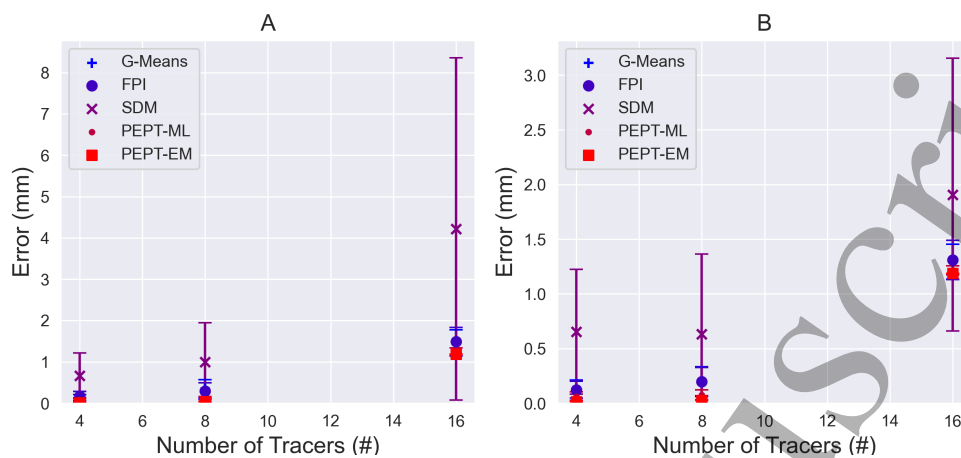 A
Error (mm)
8
7
6
5
4
3
2
1
0
G-Means
FPI
SDM
PEPT-ML
PEPT-EM
4 6 8 10 12 14 16
Number of Tracers (#)
B
Error (mm)
3.0
2.5
2.0
1.5
1.0
0.5
0.0
G-Means
FPI
SDM
PEPT-ML
PEPT-EM
4 6 8 10 12 14 16
Number of Tracers (#)